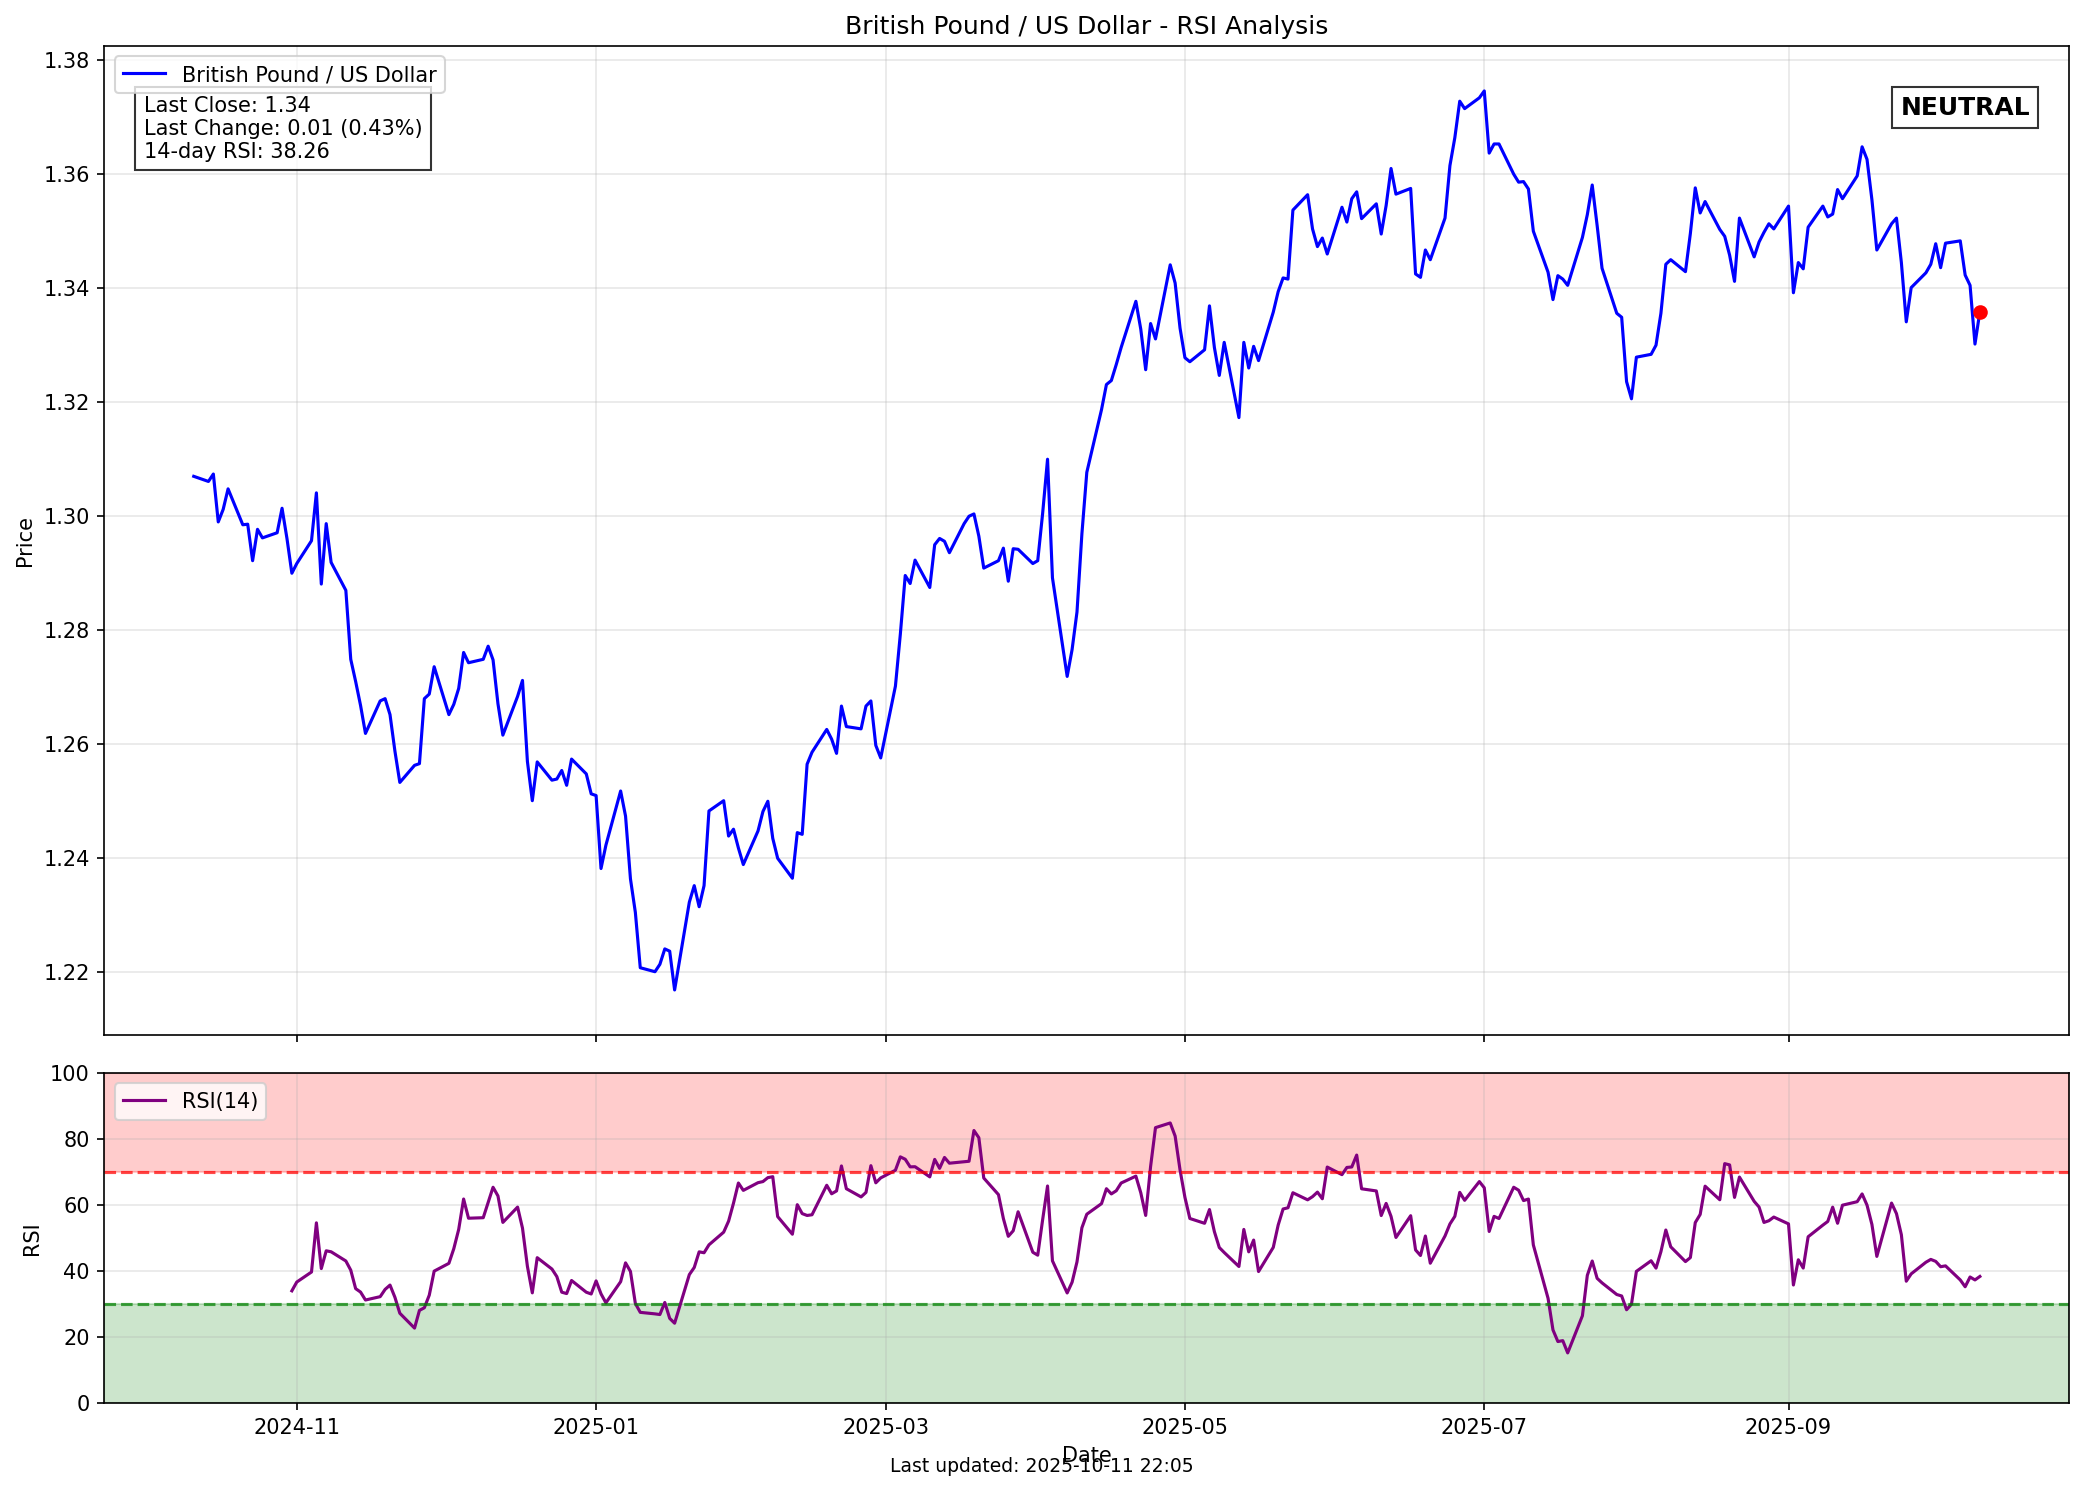 British Pound / US Dollar - RSI Analysis
British Pound / US Dollar
Last Close: 1.34
Last Change: 0.01 (0.43%)
14-day RSI: 38.26
NEUTRAL
1.38
1.36
1.34
1.32
1.30
1.28
1.26
1.24
1.22
Price
RSI(14)
100
80
60
40
20
0
RSI
2024-11
2025-01
2025-03
2025-05
2025-07
2025-09
Date
Last updated: 2025-10-11 22:05